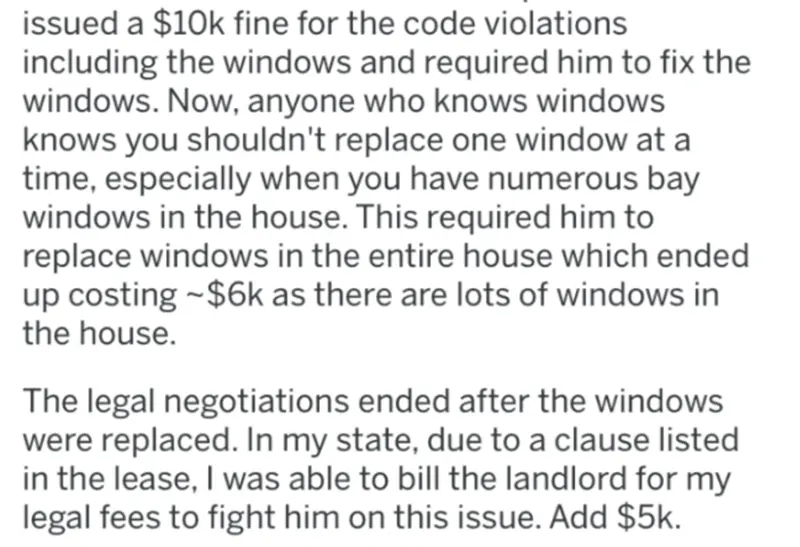 issued a $10k fine for the code violations
including the windows and required him to fix the
windows. Now, anyone who knows windows
knows you shouldn't replace one window at a
time, especially when you have numerous bay
windows in the house. This required him to
replace windows in the entire house which ended
up costing ~$6k as there are lots of windows in
the house.
The legal negotiations ended after the windows
were replaced. In my state, due to a clause listed
in the lease, I was able to bill the landlord for my
legal fees to fight him on this issue. Add $5k.